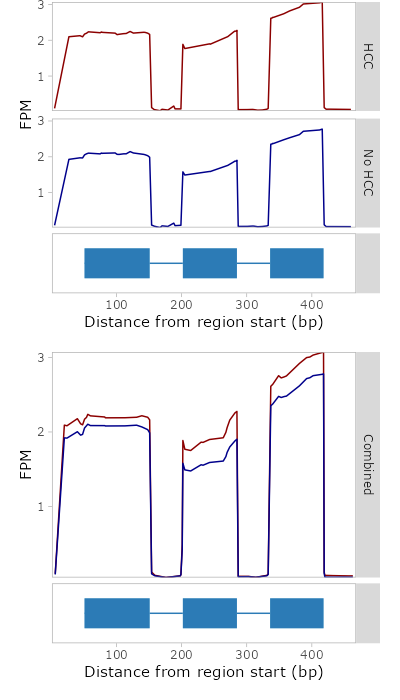 3
2
1
FPM
HCC
3
2
1
No HCC
100 200 300 400
Distance from region start (bp)
3
2
1
FPM
Combined
100 200 300 400
Distance from region start (bp)